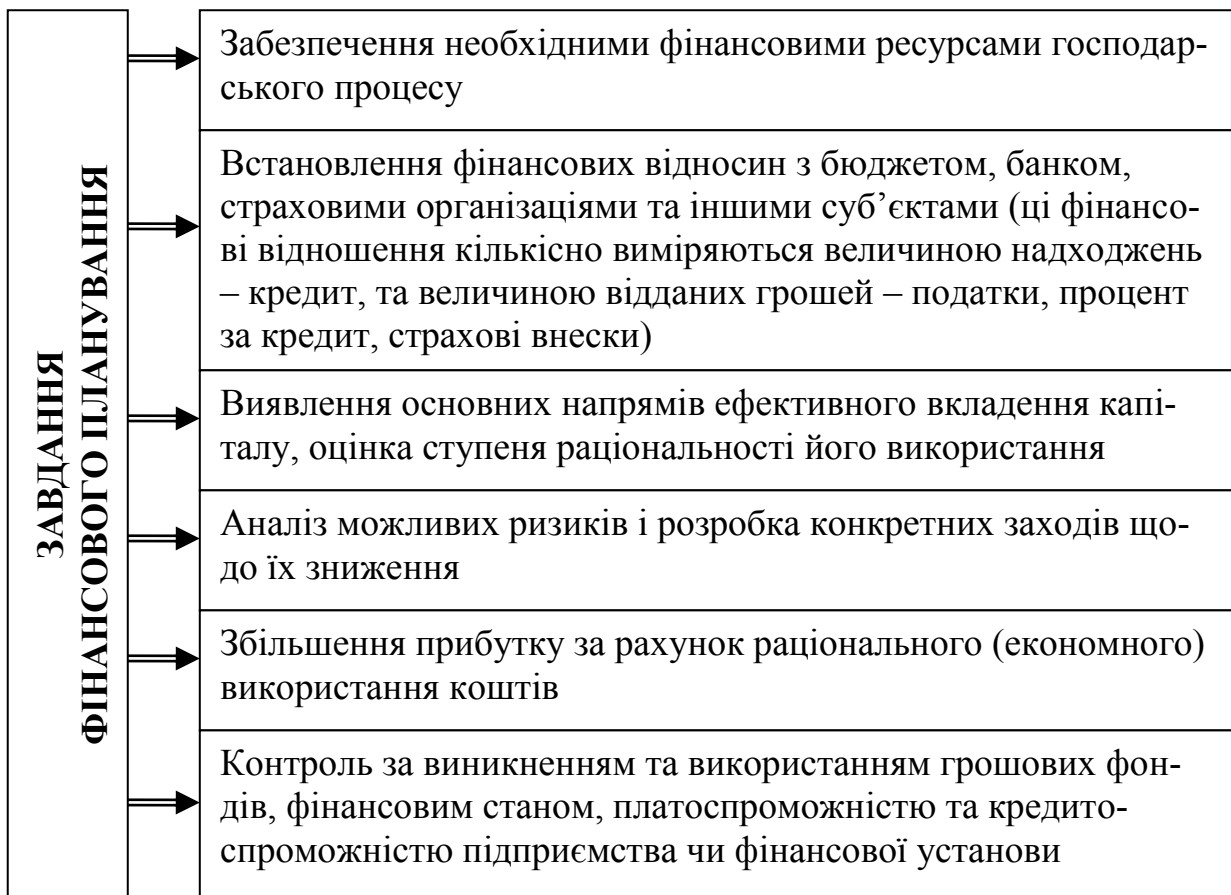 ЗАВДАННЯ
ФІНАНСОВОГО ПЛАНУВАННЯ
Забезпечення необхідними фінансовими ресурсами господар-
ського процесу
Встановлення фінансових відносин з бюджетом, банком,
страховими організаціями та іншими суб’єктами (ці фінансо-
ві відношення кількісно виміряються величиною надходжень
– кредит, та величиною відданих грошей – податки, процент
за кредит, страхові внески)
Виявлення основних напрямів ефективного вкладення капі-
талу, оцінка ступеня раціональності його використання
Аналіз можливих ризиків і розробка конкретних заходів що-
до їх зниження
Збільшення прибутку за рахунок раціонального (економного)
використання коштів
Контроль за виникненням та використанням грошових фон-
дів, фінансовим станом, платоспроможністю та кредито-
спроможністю підприємства чи фінансової установи